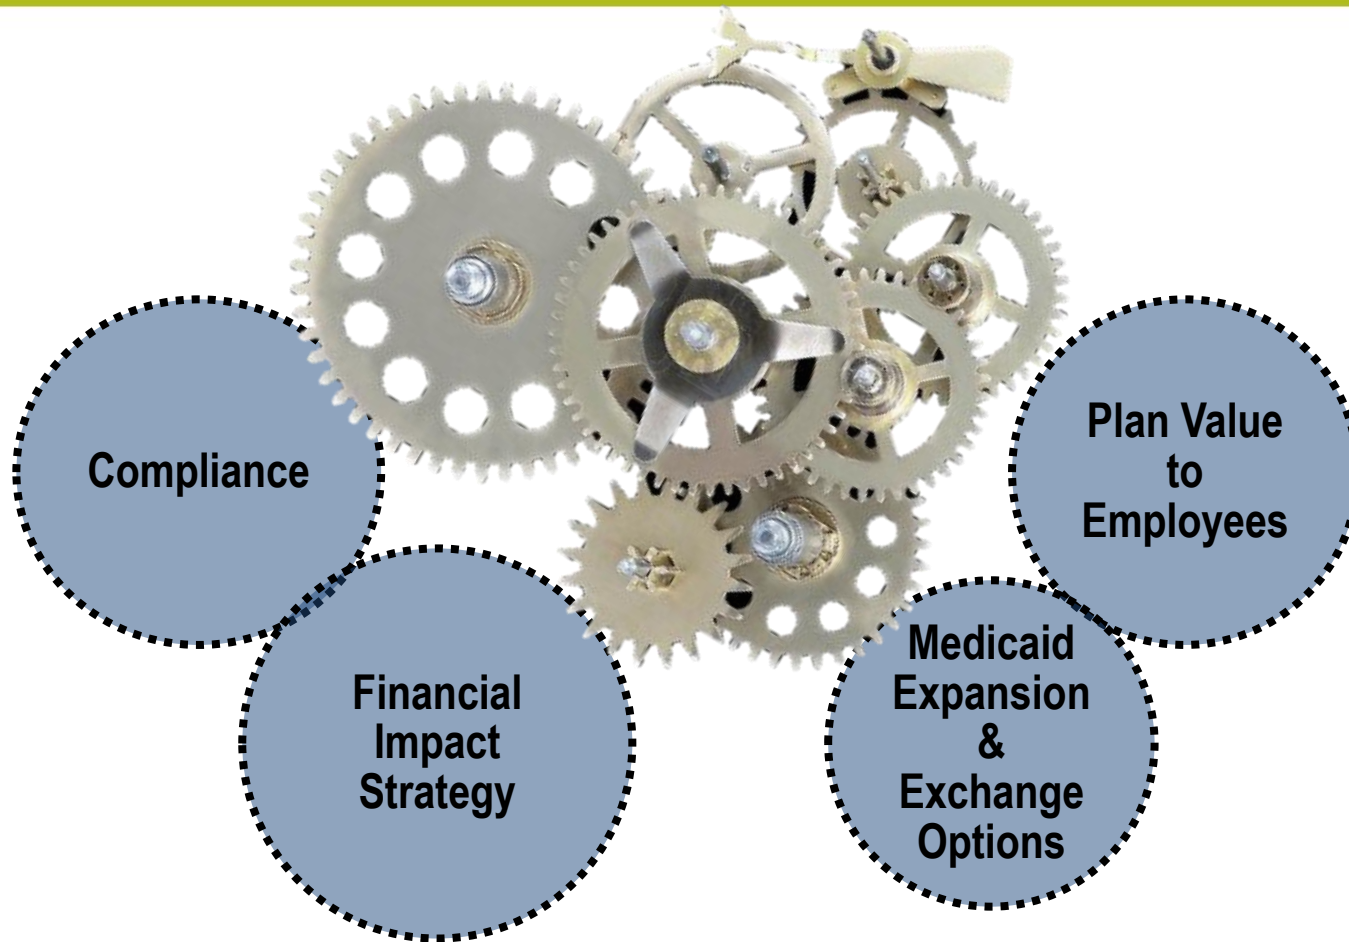 Compliance
Financial
Impact
Strategy
Medicaid
Expansion
&
Exchange
Options
Plan Value
to
Employees